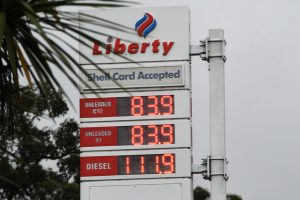 Liberty
Shell Card Accepted
UNLEADED
E10
83.9
UNLEADED
91
83.9
DIESEL
111.9